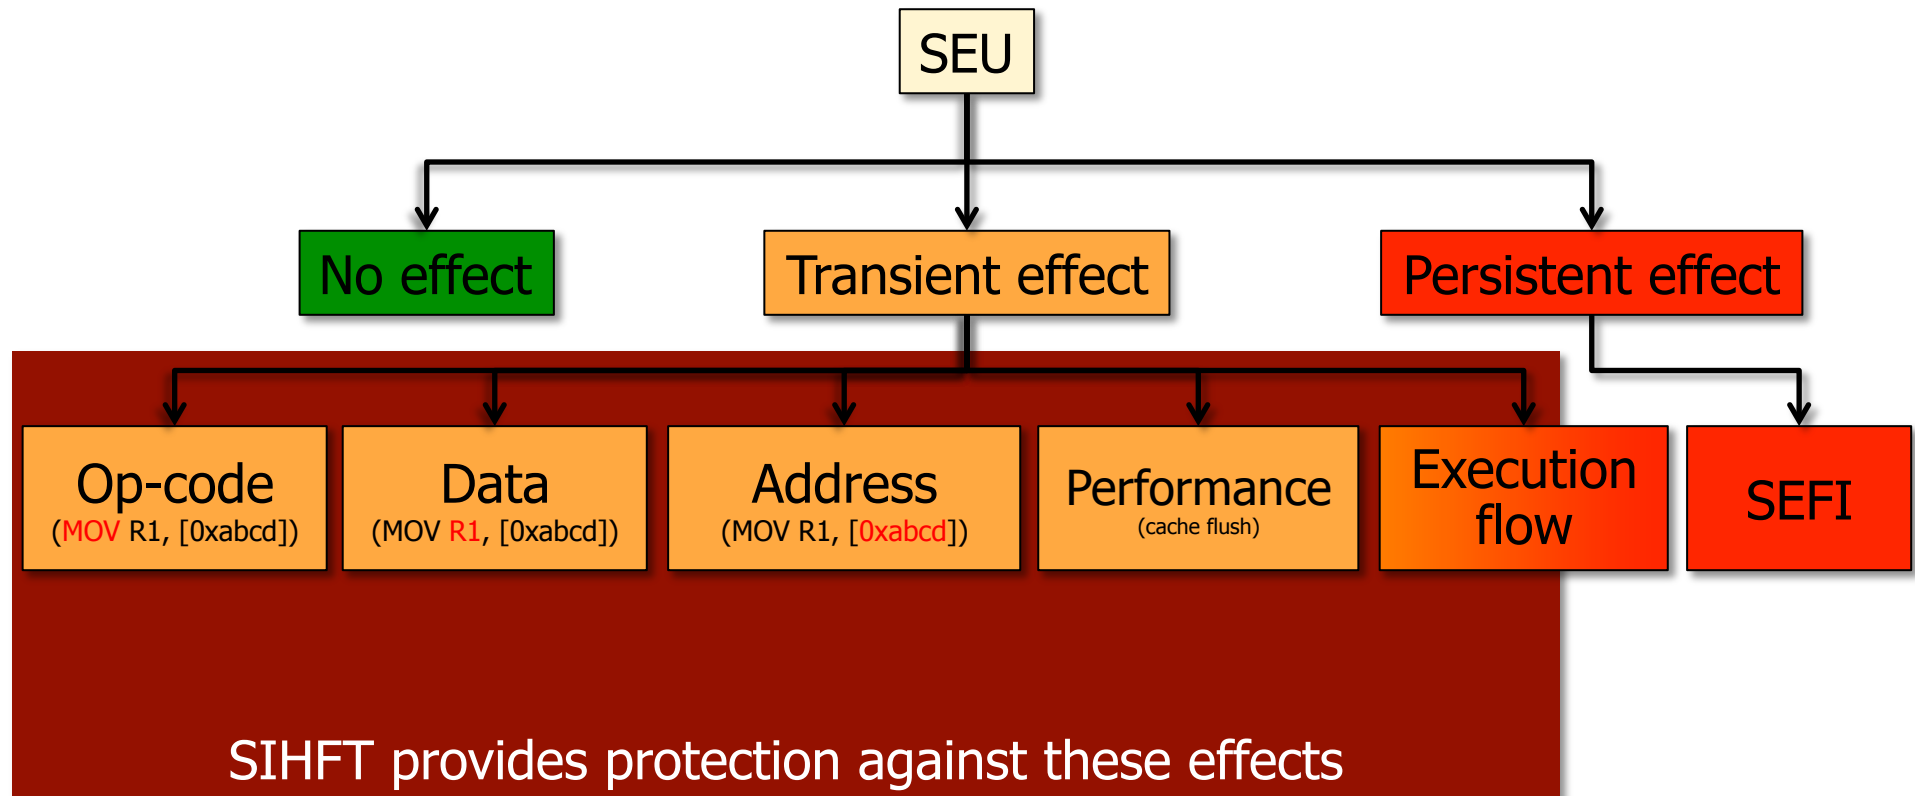 SEU
No effect
Transient effect
Persistent effect
Op-code
(MOV R1, [0xabcd])
Data
(MOV R1, [0xabcd])
Address
(MOV R1, [0xabcd])
Performance
(cache flush)
Execution
flow
SEFI
SIHFT provides protection against these effects